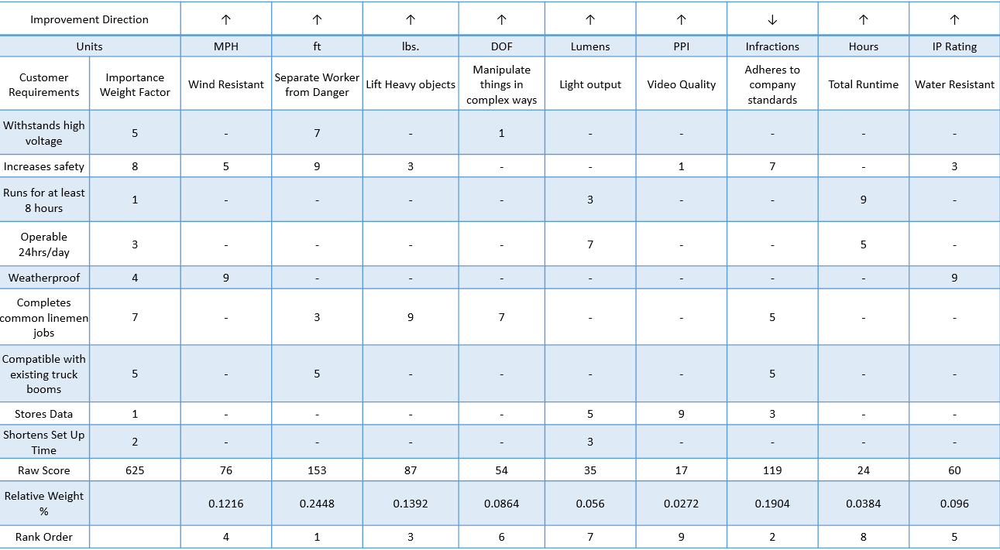 Improvement Direction ↑ ↑ ↑ ↑ ↑ ↑ ↓ ↑ ↑
Units MPH ft lbs. DOF Lumens PPI Infractions Hours IP Rating
Customer Requirements Importance Weight Factor Wind Resistant Separate Worker from Danger Lift Heavy objects Manipulate things in complex ways Light output Video Quality Adheres to company standards Total Runtime Water Resistant
Withstands high voltage 5 - 7 - 1 - - - - -
Increases safety 8 5 9 3 - - 1 7 - 3
Runs for at least 8 hours 1 - - - - 3 - - 9 -
Operable 24hrs/day 3 - - - - 7 - - 5 -
Weatherproof 4 9 - - - - - - - 9
Completes common linemen jobs 7 - 3 9 7 - - 5 - -
Compatible with existing truck booms 5 - 5 - - - - 5 - -
Stores Data 1 - - - - 5 9 3 - -
Shortens Set Up Time 2 - - - - 3 - - - -
Raw Score 625 76 153 87 54 35 17 119 24 60
Relative Weight % 0.1216 0.2448 0.1392 0.0864 0.056 0.0272 0.1904 0.0384 0.096
Rank Order 4 1 3 6 7 9 2 8 5